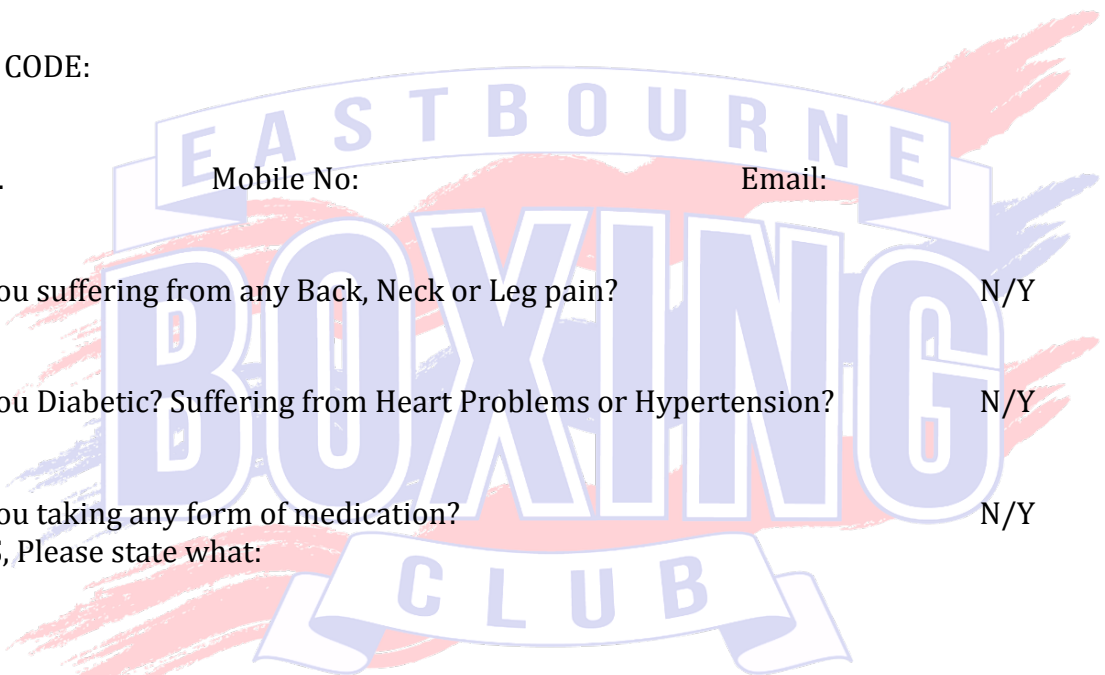 CODE:
EASTBOURNE
. Mobile No: Email:
ou suffering from any Back, Neck or Leg pain? N/Y
BOXING
ou Diabetic? Suffering from Heart Problems or Hypertension? N/Y
ou taking any form of medication? N/Y
, Please state what:
CLUB